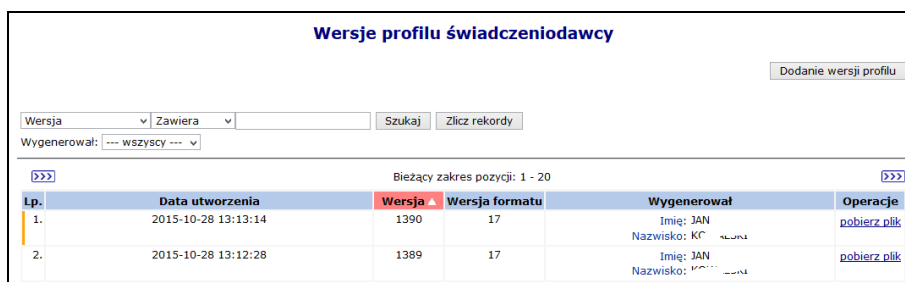 Wersje profilu świadczeniodawcy
Dodanie wersji profilu
Wersja Zawiera Szukaj Zlicz rekordy
Wygenerował: --- wszyscy ---
>>> Bieżący zakres pozycji: 1 - 20 >>>
Lp. Data utworzenia Wersja Wersja formatu Wygenerował Operacje
1. 2015-10-28 13:13:14 1390 17 Imię: JAN pobierz plik
Nazwisko:
2. 2015-10-28 13:12:28 1389 17 Imię: JAN pobierz plik
Nazwisko: